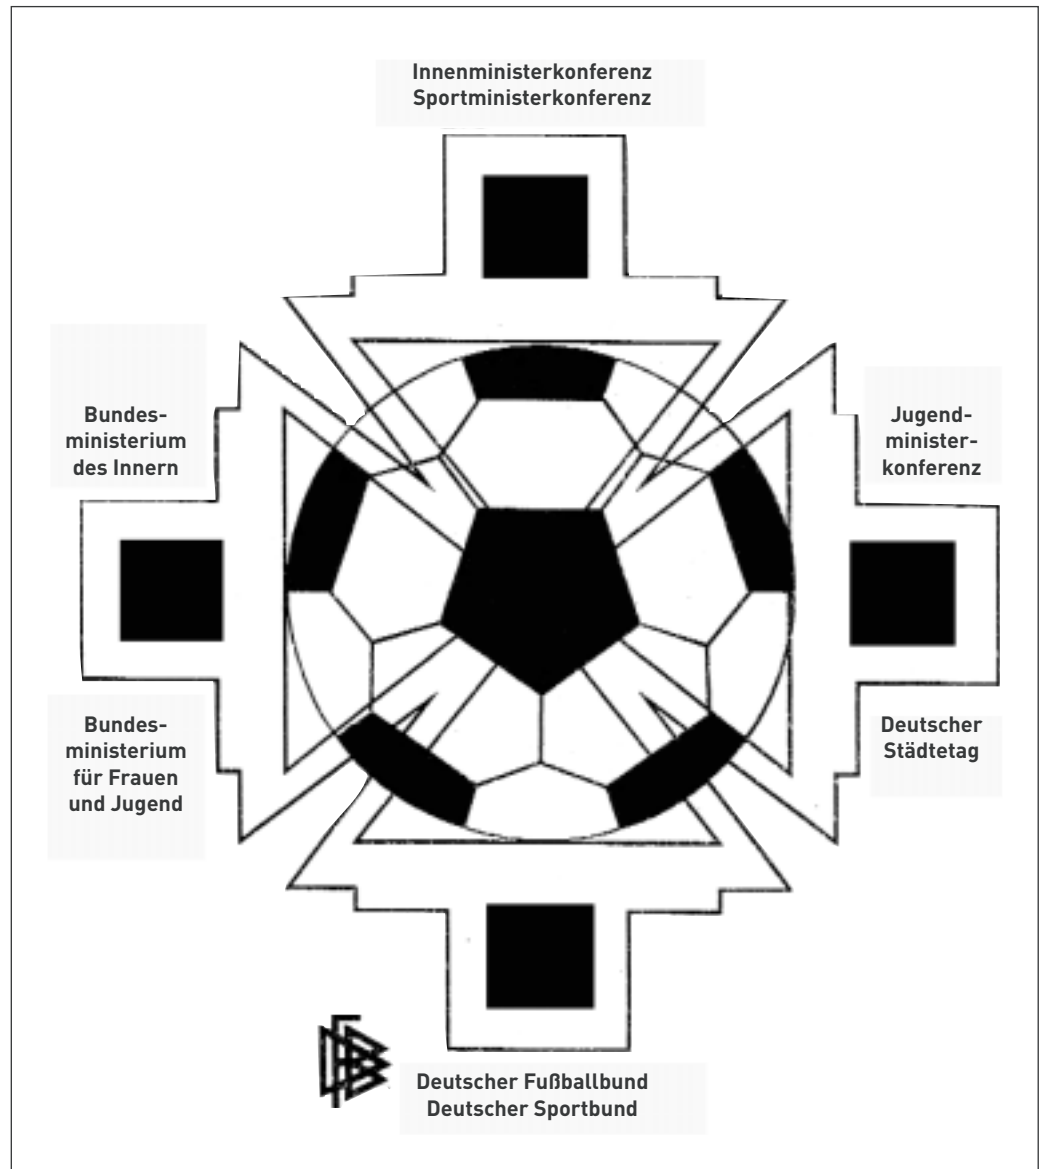 Innenministerkonferenz
Sportministerkonferenz
Bundes-
ministerium
des Innern
Jugend-
minister-
konferenz
Bundes-
ministerium
für Frauen
und Jugend
Deutscher
Städtetag
Deutscher Fußballbund
Deutscher Sportbund